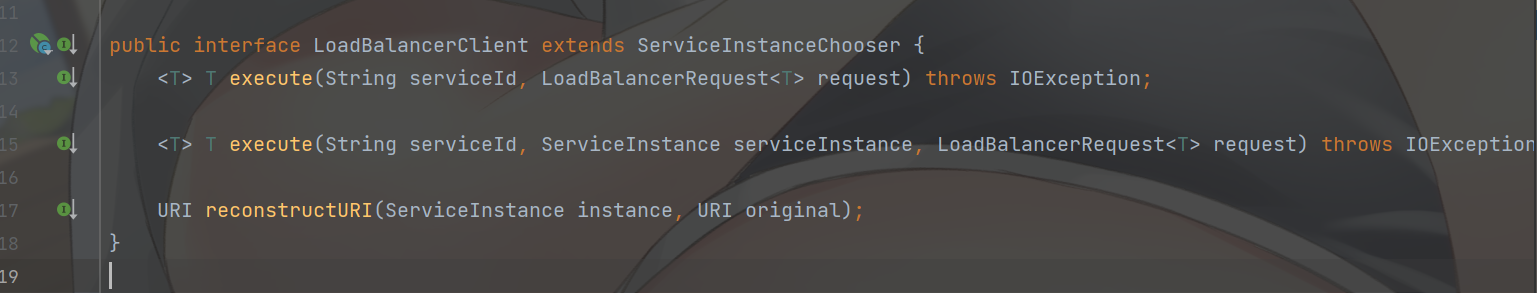 11
12 public interface LoadBalancerClient extends ServiceInstanceChooser {
13 <T> T execute(String serviceId, LoadBalancerRequest<T> request) throws IOException;
14
15 <T> T execute(String serviceId, ServiceInstance serviceInstance, LoadBalancerRequest<T> request) throws IOException
16
17 URI reconstructURI(ServiceInstance instance, URI original);
18 }
19